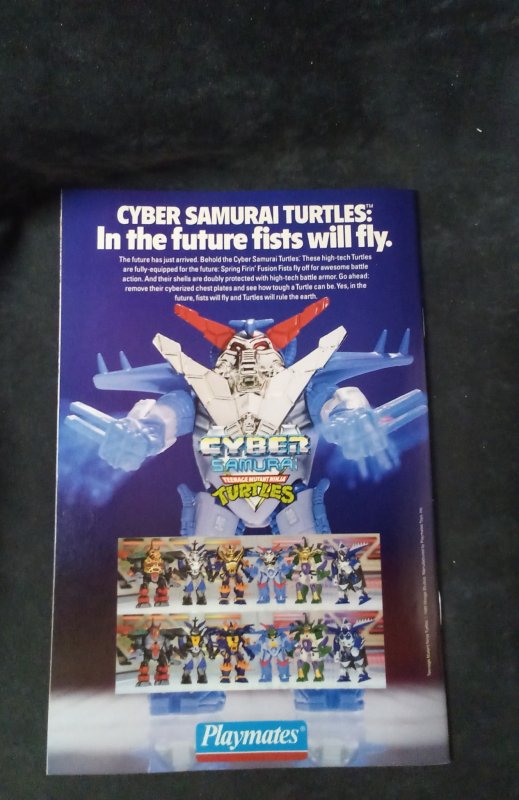 CYBER SAMURAI TURTLES:™
In the future fists will fly.
The future has just arrived. Behold the Cyber Samurai Turtles. These high-tech Turtles
are fully-equipped for the future: Spring Firin' Fusion Fists fly off for awesome battle
action. And their shells are doubly protected with high-tech battle armor. Go ahead:
remove their cyberized chest plates and see how tough a Turtle can be. Yes, in the
future, fists will fly and Turtles will rule the earth.
CYBER
SAMURAI
TEENAGE MUTANT NINJA
TURTLES
Playmates®